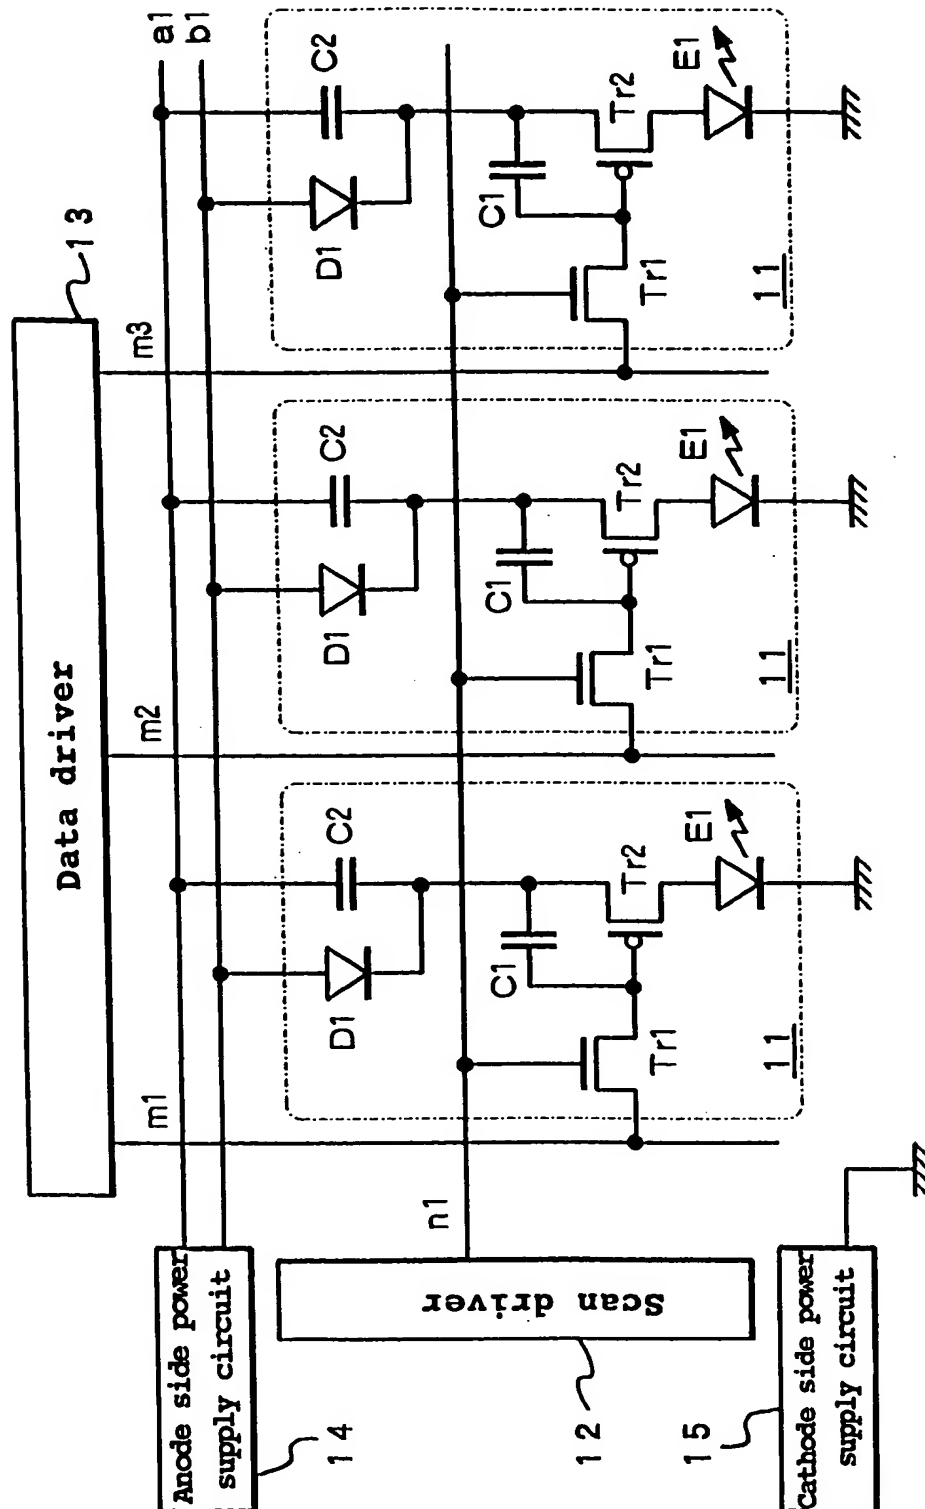 Data driver
13
a1
b1
m1
m2
m3
C2
C2
C2
D1
D1
D1
n1
C1
C1
C1
Tr2
Tr2
Tr2
E1
E1
E1
Tr1
Tr1
Tr1
11
11
11
Anode side power
supply circuit
14
Scan driver
12
Cathode side power
supply circuit
15